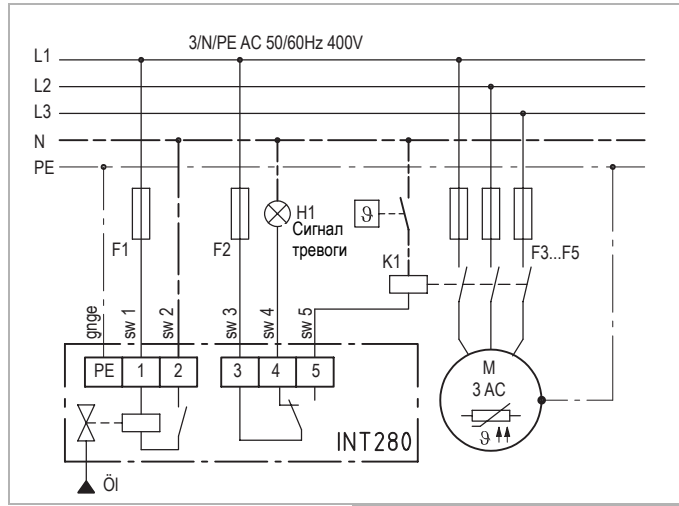 3/N/PE AC 50/60Hz 400V
L1
L2
L3
N
PE
F1
F2
H1
Сигнал
тревоги
ϑ
K1
F3...F5
gnge
sw 1
sw 2
sw 3
sw 4
sw 5
PE 1 2 3 4 5
M
3 AC
ϑ
INT280
Öl